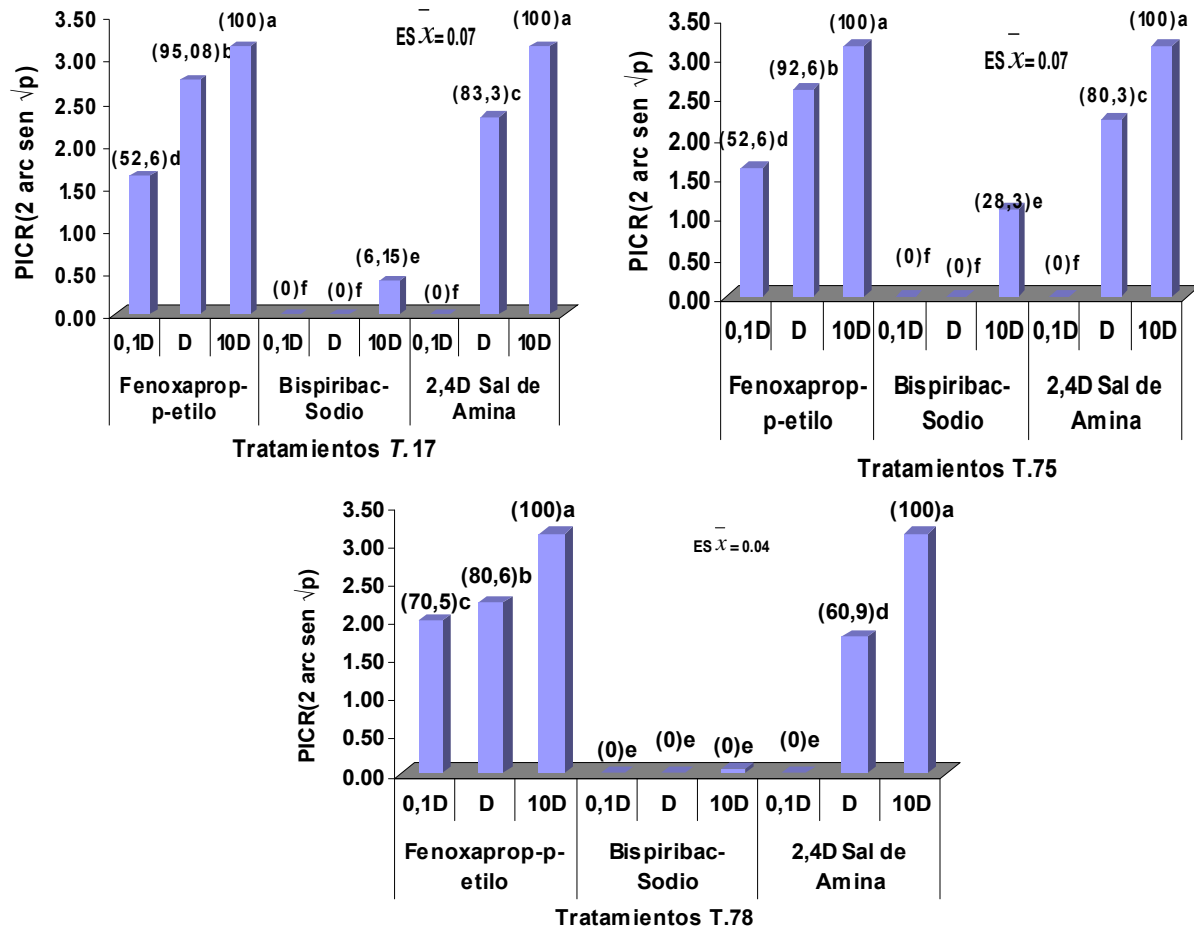 3.50
3.00
2.50
2.00
1.50
1.00
0.50
0.00
PICR(2 arc sen √p)
(52,6)d
(95,08)b
(100)a
(0)f
(0)f
(6,15)e
(0)f
(83,3)c
(100)a
ES x̄= 0.07
0,1D D 10D 0,1D D 10D 0,1D D 10D
Fenoxaprop- Bispiribac- 2,4D Sal de
p-etilo Sodio Amina
Tratamientos T.17
3.50
3.00
2.50
2.00
1.50
1.00
0.50
0.00
PICR(2 arc sen √p)
(52,6)d
(92,6)b
(100)a
(0)f
(0)f
(28,3)e
(0)f
(80,3)c
(100)a
ES x̄= 0.07
0,1D D 10D 0,1D D 10D 0,1D D 10D
Fenoxaprop- Bispiribac- 2,4D Sal de
p-etilo Sodio Amina
Tratamientos T.75
3.50
3.00
2.50
2.00
1.50
1.00
0.50
0.00
PICR(2 arc sen √p)
(70,5)c
(80,6)b
(100)a
(0)e
(0)e
(0)e
(0)e
(60,9)d
(100)a
ES x̄ = 0.04
0,1D D 10D 0,1D D 10D 0,1D D 10D
Fenoxaprop-p- Bispiribac- 2,4D Sal de
etilo Sodio Amina
Tratamientos T.78